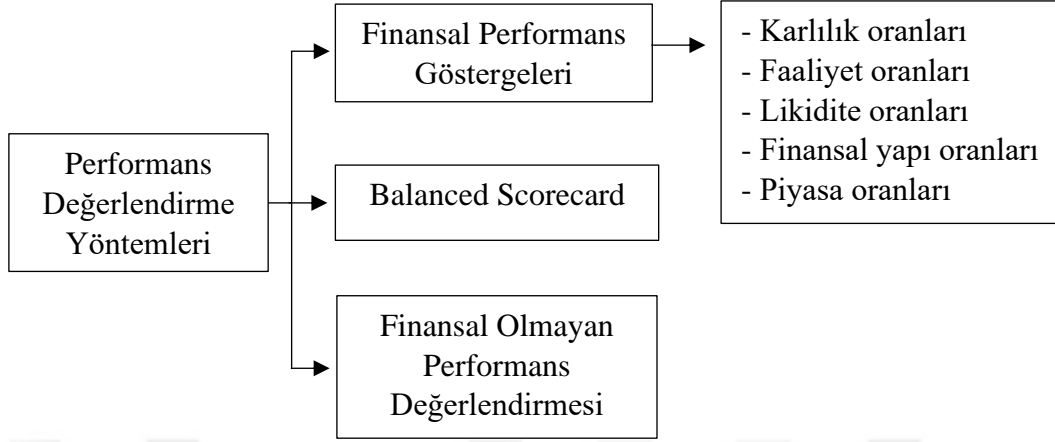 Performans
Değerlendirme
Yöntemleri
Finansal Performans
Göstergeleri
- Karlılık oranları
- Faaliyet oranları
- Likidite oranları
- Finansal yapı oranları
- Piyasa oranları
Balanced Scorecard
Finansal Olmayan
Performans
Değerlendirmesi